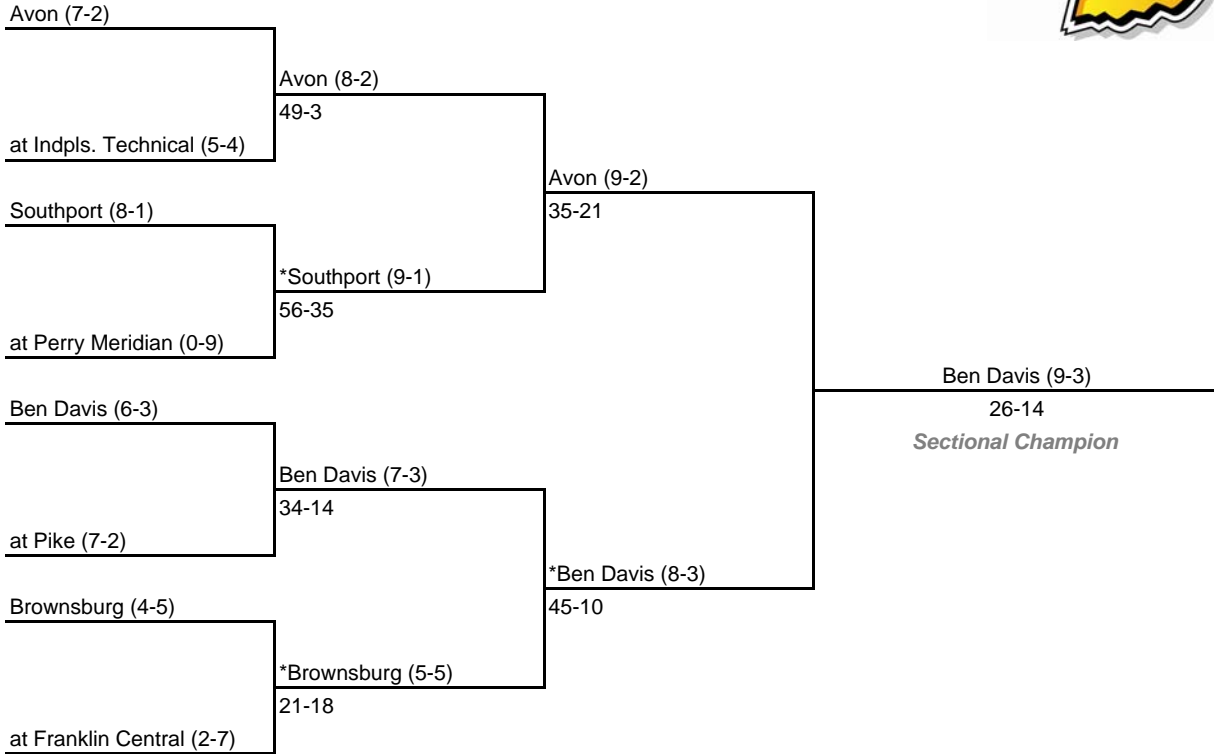 Avon (7-2)
Avon (8-2)
49-3
at Indpls. Technical (5-4)
Avon (9-2)
35-21
Southport (8-1)
*Southport (9-1)
56-35
at Perry Meridian (0-9)
Ben Davis (9-3)
26-14
Sectional Champion
Ben Davis (6-3)
Ben Davis (7-3)
34-14
at Pike (7-2)
*Ben Davis (8-3)
45-10
Brownsburg (4-5)
*Brownsburg (5-5)
21-18
at Franklin Central (2-7)